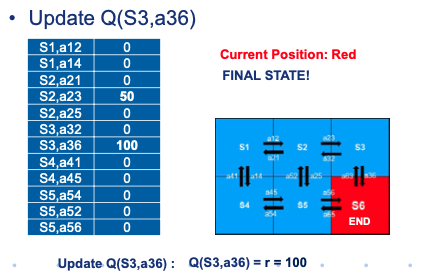 • Update Q(S3,a36)
S1,a12 0
S1,a14 0
S2,a21 0
S2,a23 50
S2,a25 0
S3,a32 0
S3,a36 100
S4,a41 0
S4,a45 0
S5,a54 0
S5,a52 0
S5,a56 0
Current Position: Red
FINAL STATE!
a12 a23
S1 S2 S3
a21 a32
a41 a14 a52 a25 a36
a45 a56
S4 S5 S6
a54 a65 END
Update Q(S3,a36) : Q(S3,a36) = r = 100